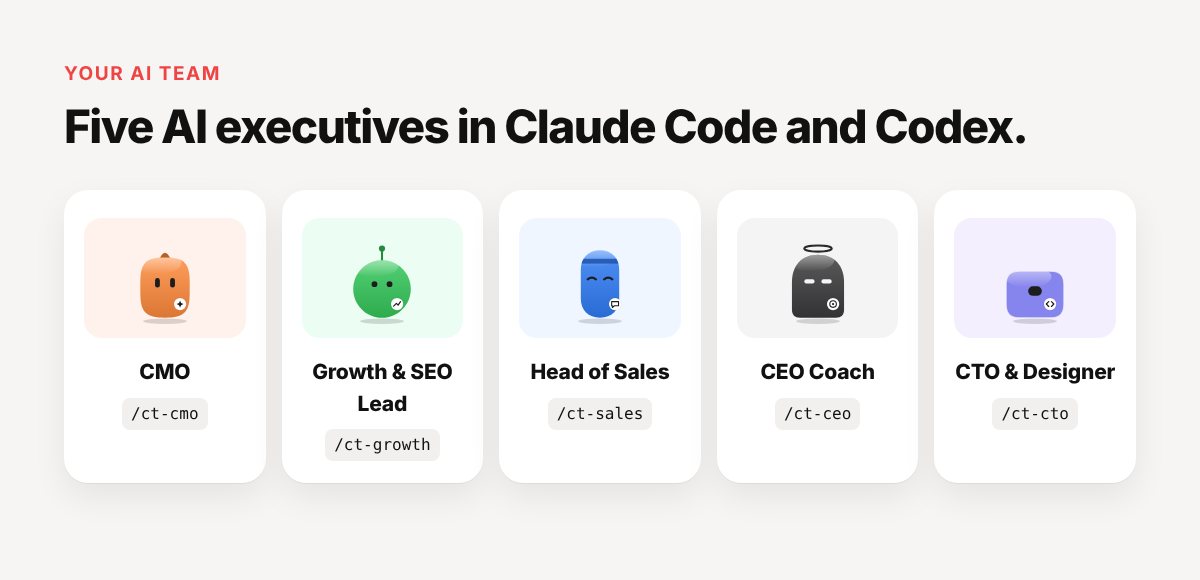 YOUR AI TEAM
Five AI executives in Claude Code and Codex.
CMO
/ct-cmo
Growth & SEO
Lead
/ct-growth
Head of Sales
/ct-sales
CEO Coach
/ct-ceo
CTO & Designer
/ct-cto